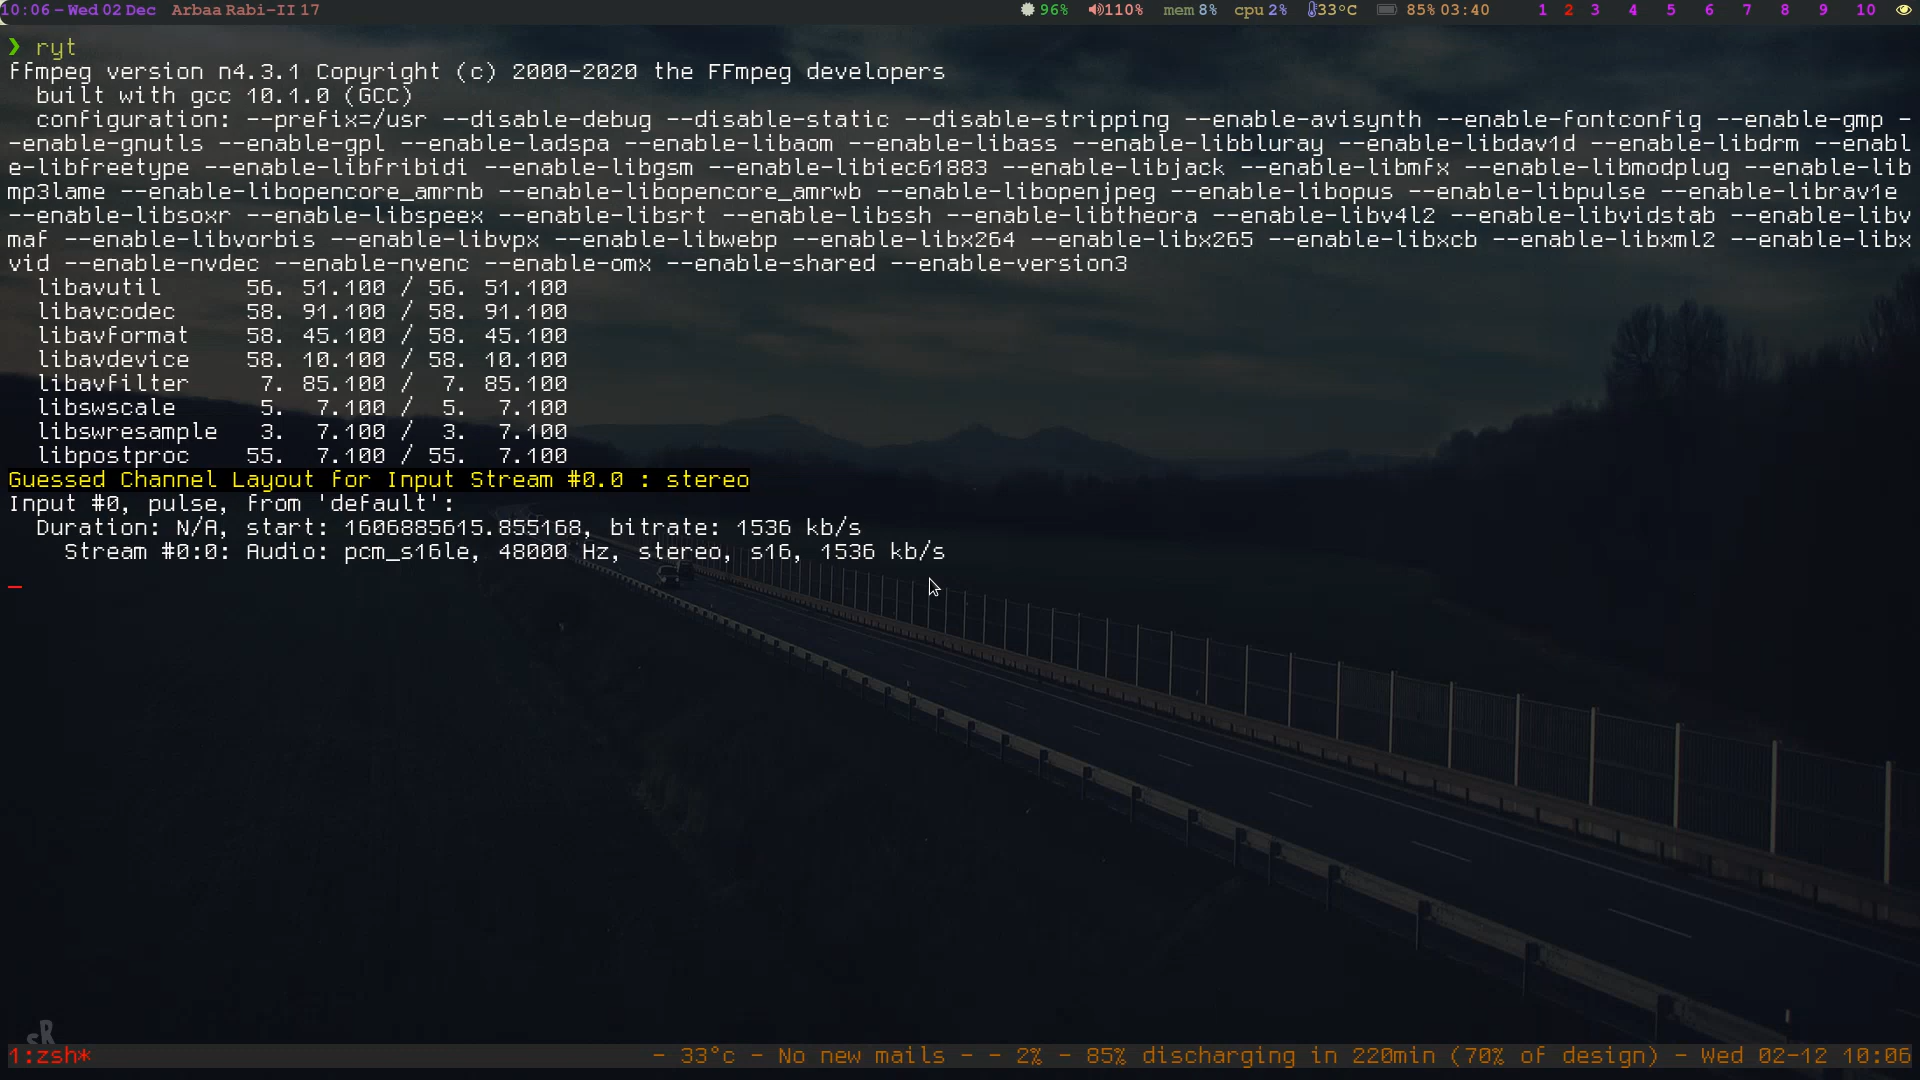 10:06 - Wed 02 Dec Arbaa Rabi-II 17 96% 110% mem 8% cpu 2% 33°C 85% 03:40 1 2 3 4 5 6 7 8 9 10
❯ ryt
ffmpeg version n4.3.1 Copyright (c) 2000-2020 the FFmpeg developers
built with gcc 10.1.0 (GCC)
configuration: --prefix=/usr --disable-debug --disable-static --disable-stripping --enable-avisynth --enable-fontconfig --enable-gmp -
-enable-gnutls --enable-gpl --enable-ladspa --enable-libaom --enable-libass --enable-libbluray --enable-libdav1d --enable-libdrm --enabl
e-libfreetype --enable-libfribidi --enable-libgsm --enable-libiec61883 --enable-libjack --enable-libmfx --enable-libmodplug --enable-lib
mp3lame --enable-libopencore_amrnb --enable-libopencore_amrwb --enable-libopenjpeg --enable-libopus --enable-libpulse --enable-librav1e
--enable-libsoxr --enable-libspeex --enable-libsrt --enable-libssh --enable-libtheora --enable-libv4l2 --enable-libvidstab --enable-libv
maf --enable-libvorbis --enable-libvpx --enable-libwebp --enable-libx264 --enable-libx265 --enable-libxcb --enable-libxml2 --enable-libx
vid --enable-nvdec --enable-nvenc --enable-omx --enable-shared --enable-version3
libavutil 56. 51.100 / 56. 51.100
libavcodec 58. 91.100 / 58. 91.100
libavformat 58. 45.100 / 58. 45.100
libavdevice 58. 10.100 / 58. 10.100
libavfilter 7. 85.100 / 7. 85.100
libswscale 5. 7.100 / 5. 7.100
libswresample 3. 7.100 / 3. 7.100
libpostproc 55. 7.100 / 55. 7.100
Guessed Channel Layout for Input Stream #0.0 : stereo
Input #0, pulse, from 'default':
Duration: N/A, start: 1606885615.855168, bitrate: 1536 kb/s
Stream #0:0: Audio: pcm_s16le, 48000 Hz, stereo, s16, 1536 kb/s
sR
1:zsh* - 33°c - No new mails - - 2% - 85% discharging in 220min (70% of design) - Wed 02-12 10:06